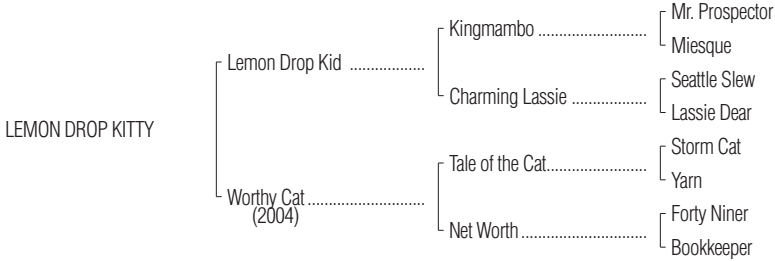 Mr. Prospector
Kingmambo ..........................
Miesque
Lemon Drop Kid ..................
Seattle Slew
Charming Lassie ..................
Lassie Dear
LEMON DROP KITTY
Storm Cat
Tale of the Cat........................
Yarn
Worthy Cat ............................
(2004)
Forty Niner
Net Worth ..............................
Bookkeeper